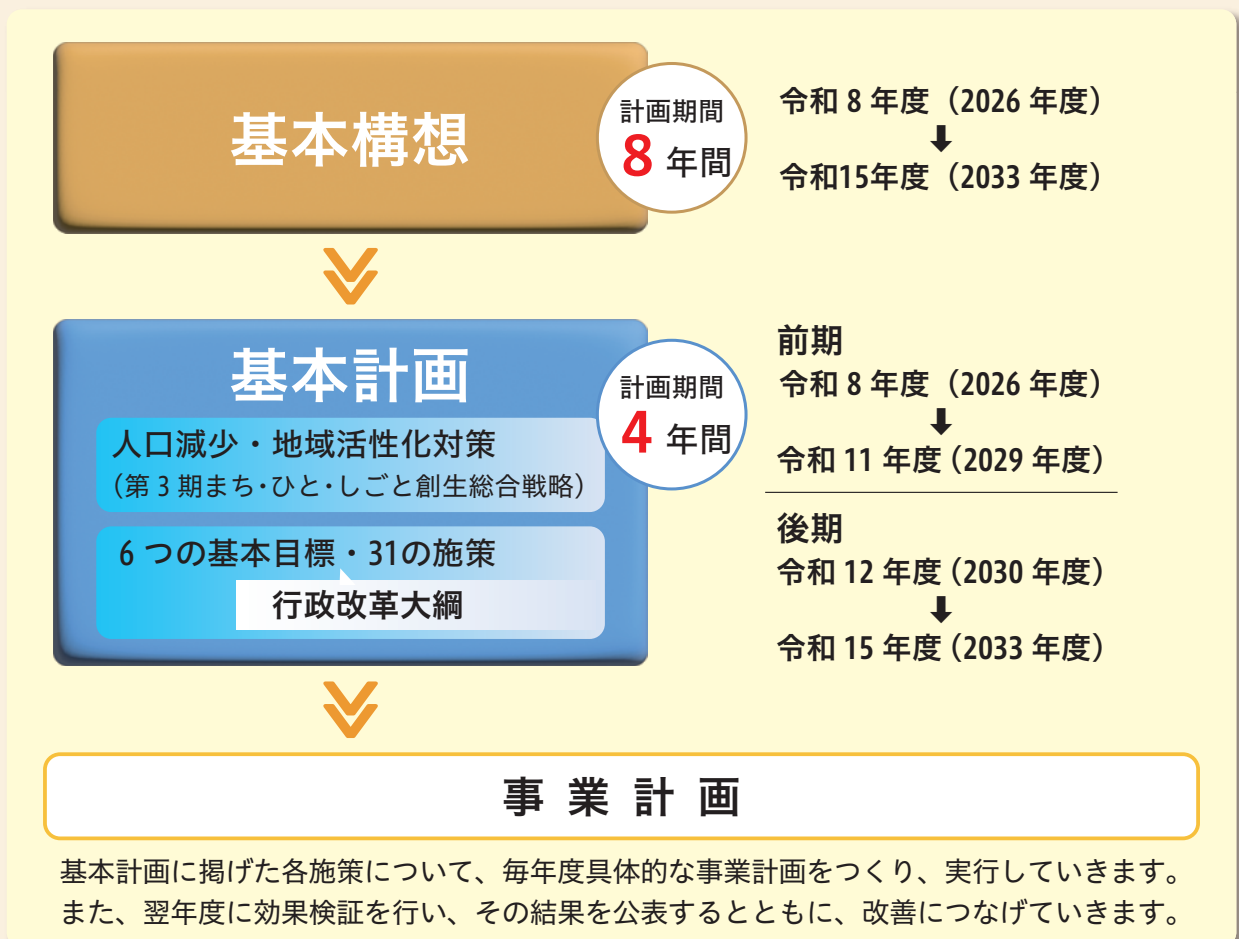 基本構想
計画期間
8 年間
令和 8 年度（2026 年度）
⬇
令和15年度（2033 年度）
基本計画
計画期間
4 年間
人口減少・地域活性化対策
（第 3 期まち・ひと・しごと創生総合戦略）
6 つの基本目標・31の施策
行政改革大綱
前期
令和 8 年度（2026 年度）
⬇
令和 11 年度（2029 年度）
後期
令和 12 年度（2030 年度）
⬇
令和 15 年度（2033 年度）
事 業 計 画
基本計画に掲げた各施策について、毎年度具体的な事業計画をつくり、実行していきます。
また、翌年度に効果検証を行い、その結果を公表するとともに、改善につなげていきます。